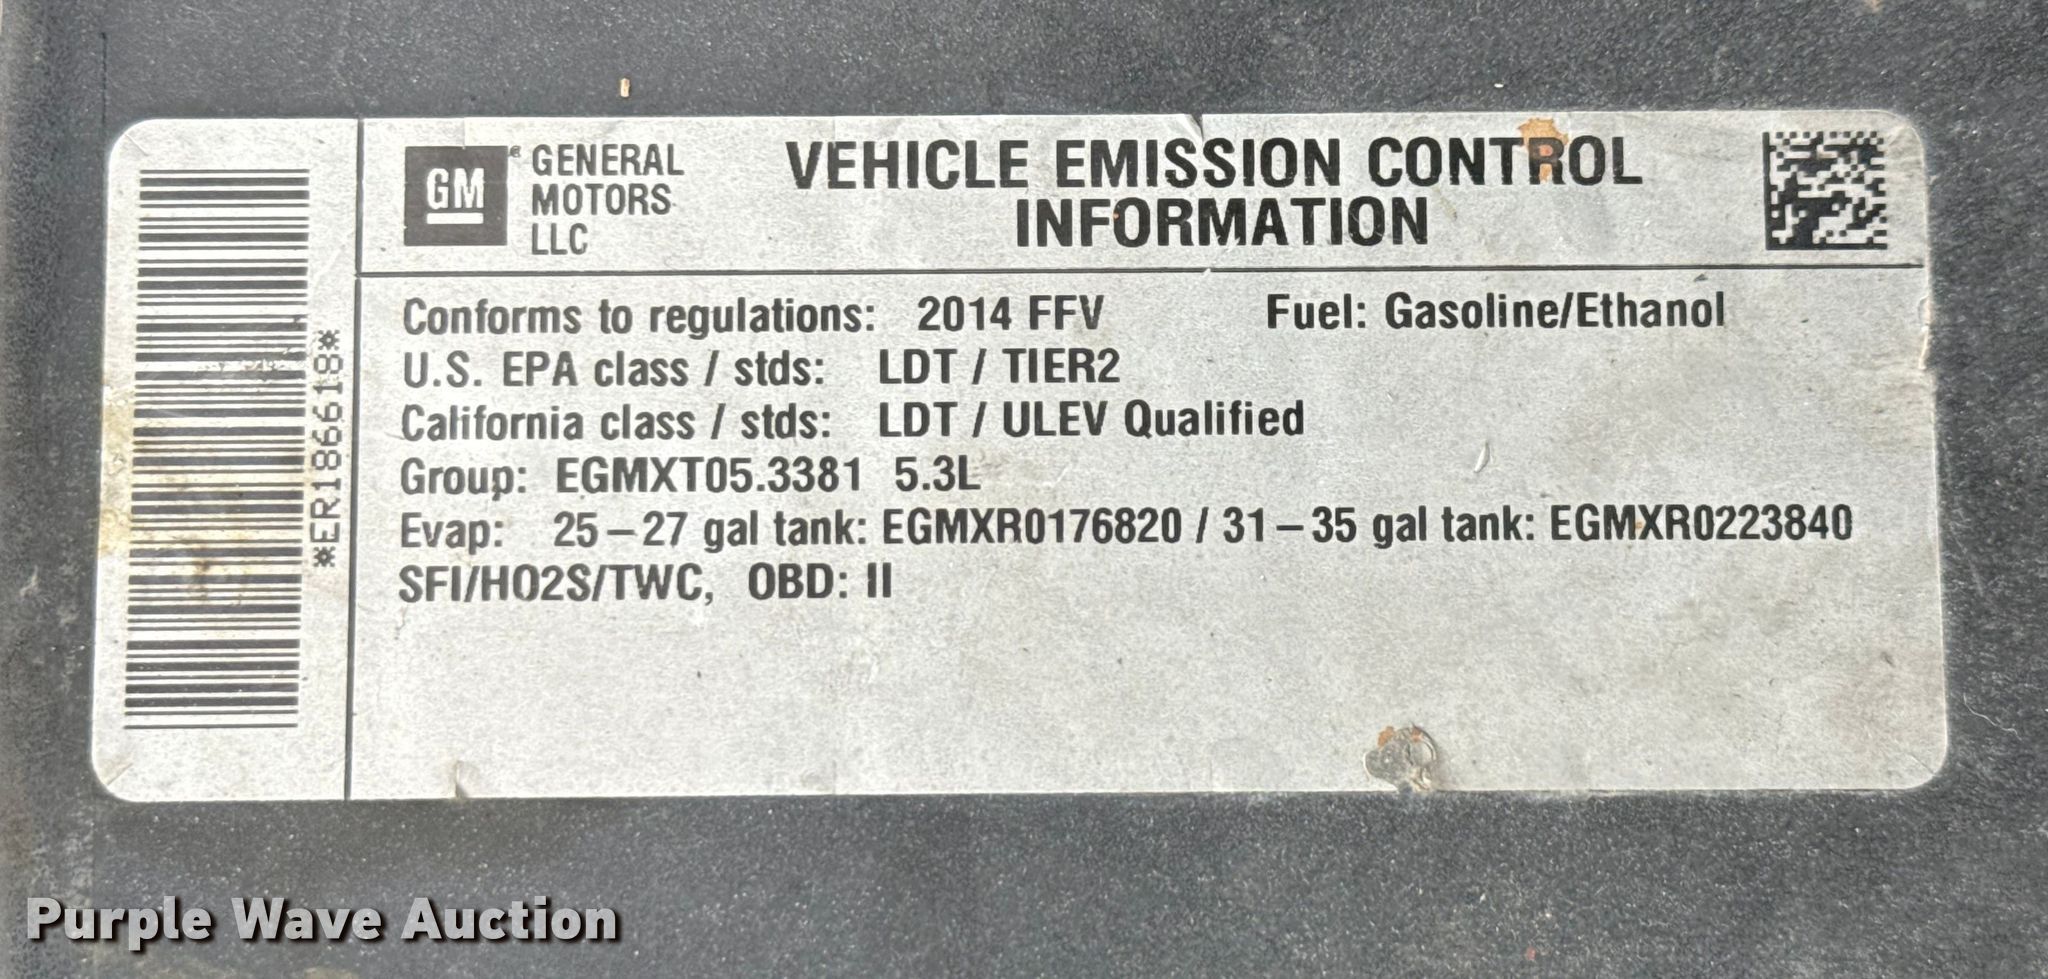 *ER186618*
GM
GENERAL
MOTORS
LLC
VEHICLE EMISSION CONTROL
INFORMATION
Conforms to regulations: 2014 FFV Fuel: Gasoline/Ethanol
U.S. EPA class / stds: LDT / TIER2
California class / stds: LDT / ULEV Qualified
Group: EGMXT05.3381 5.3L
Evap: 25–27 gal tank: EGMXR0176820 / 31–35 gal tank: EGMXR0223840
SFI/HO2S/TWC, OBD: II
Purple Wave Auction